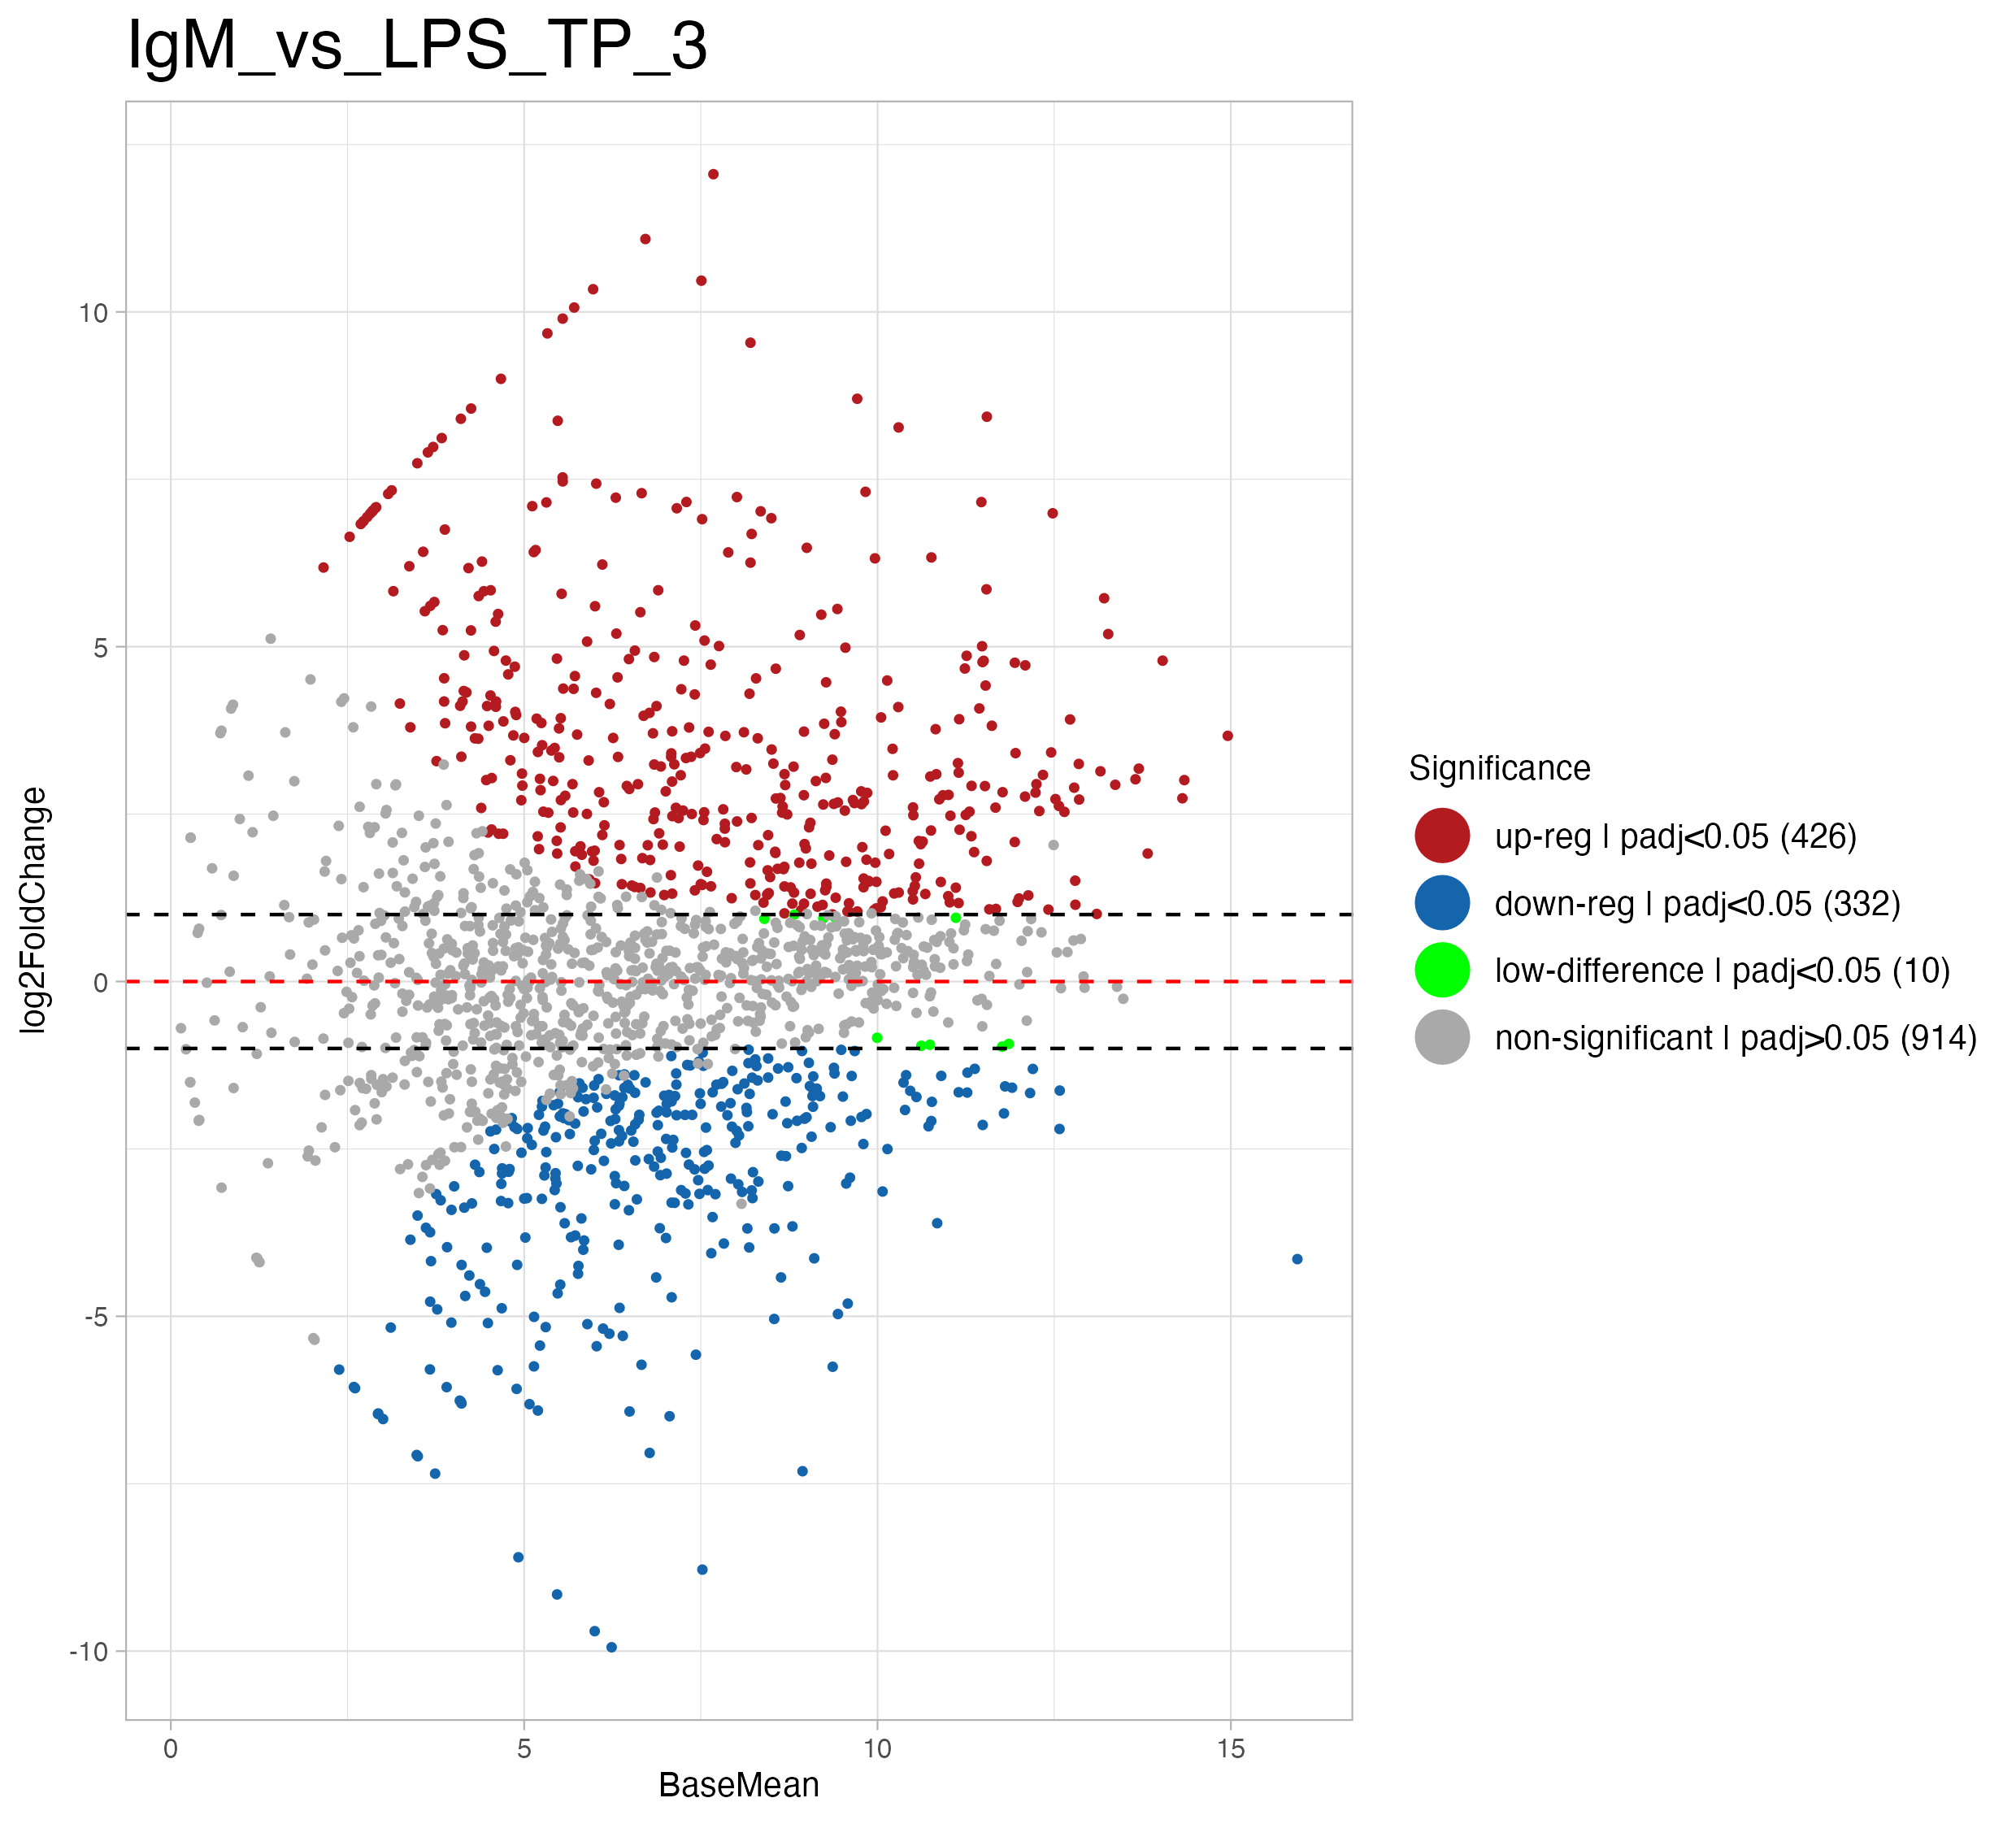 IgM_vs_LPS_TP_3
log2FoldChange
10
5
0
-5
-10
0 5 10 15
BaseMean
Significance
up-reg | padj<0.05 (426)
down-reg | padj<0.05 (332)
low-difference | padj<0.05 (10)
non-significant | padj>0.05 (914)